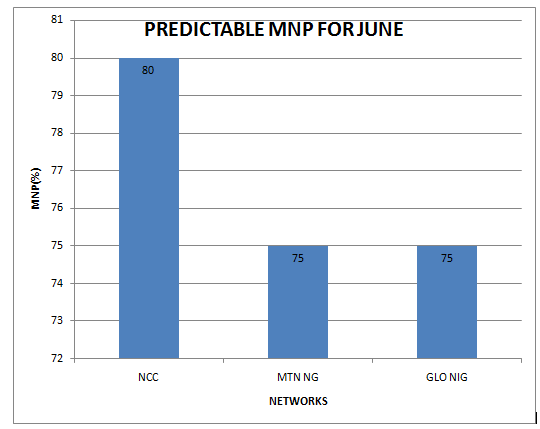 PREDICTABLE MNP FOR JUNE
81
80
79
78
77
76
75
74
73
72
MNP(%)
80
75
75
NCC
MTN NG
GLO NIG
NETWORKS